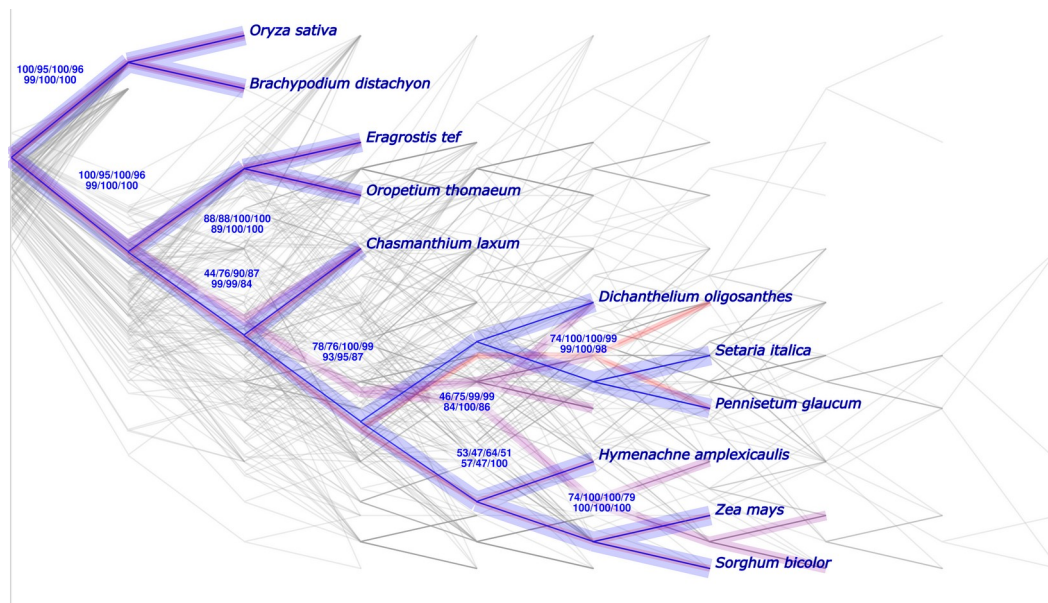 Oryza sativa
100/95/100/96
99/100/100
Brachypodium distachyon
Eragrostis tef
100/95/100/96
99/100/100
Oropetium thomaeum
88/88/100/100
89/100/100
Chasmanthium laxum
44/76/90/87
99/99/84
Dichanthelium oligosanthes
74/100/100/99
99/100/98
78/76/100/99
93/95/87
Setaria italica
46/75/99/99
84/100/86
Pennisetum glaucum
53/47/64/51
57/47/100
Hymenachne amplexicaulis
74/100/100/79
100/100/100
Zea mays
Sorghum bicolor